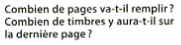 Combien de pages va-t-il remplir ?
Combien de timbres y aura-t-il sur
la dernière page ?